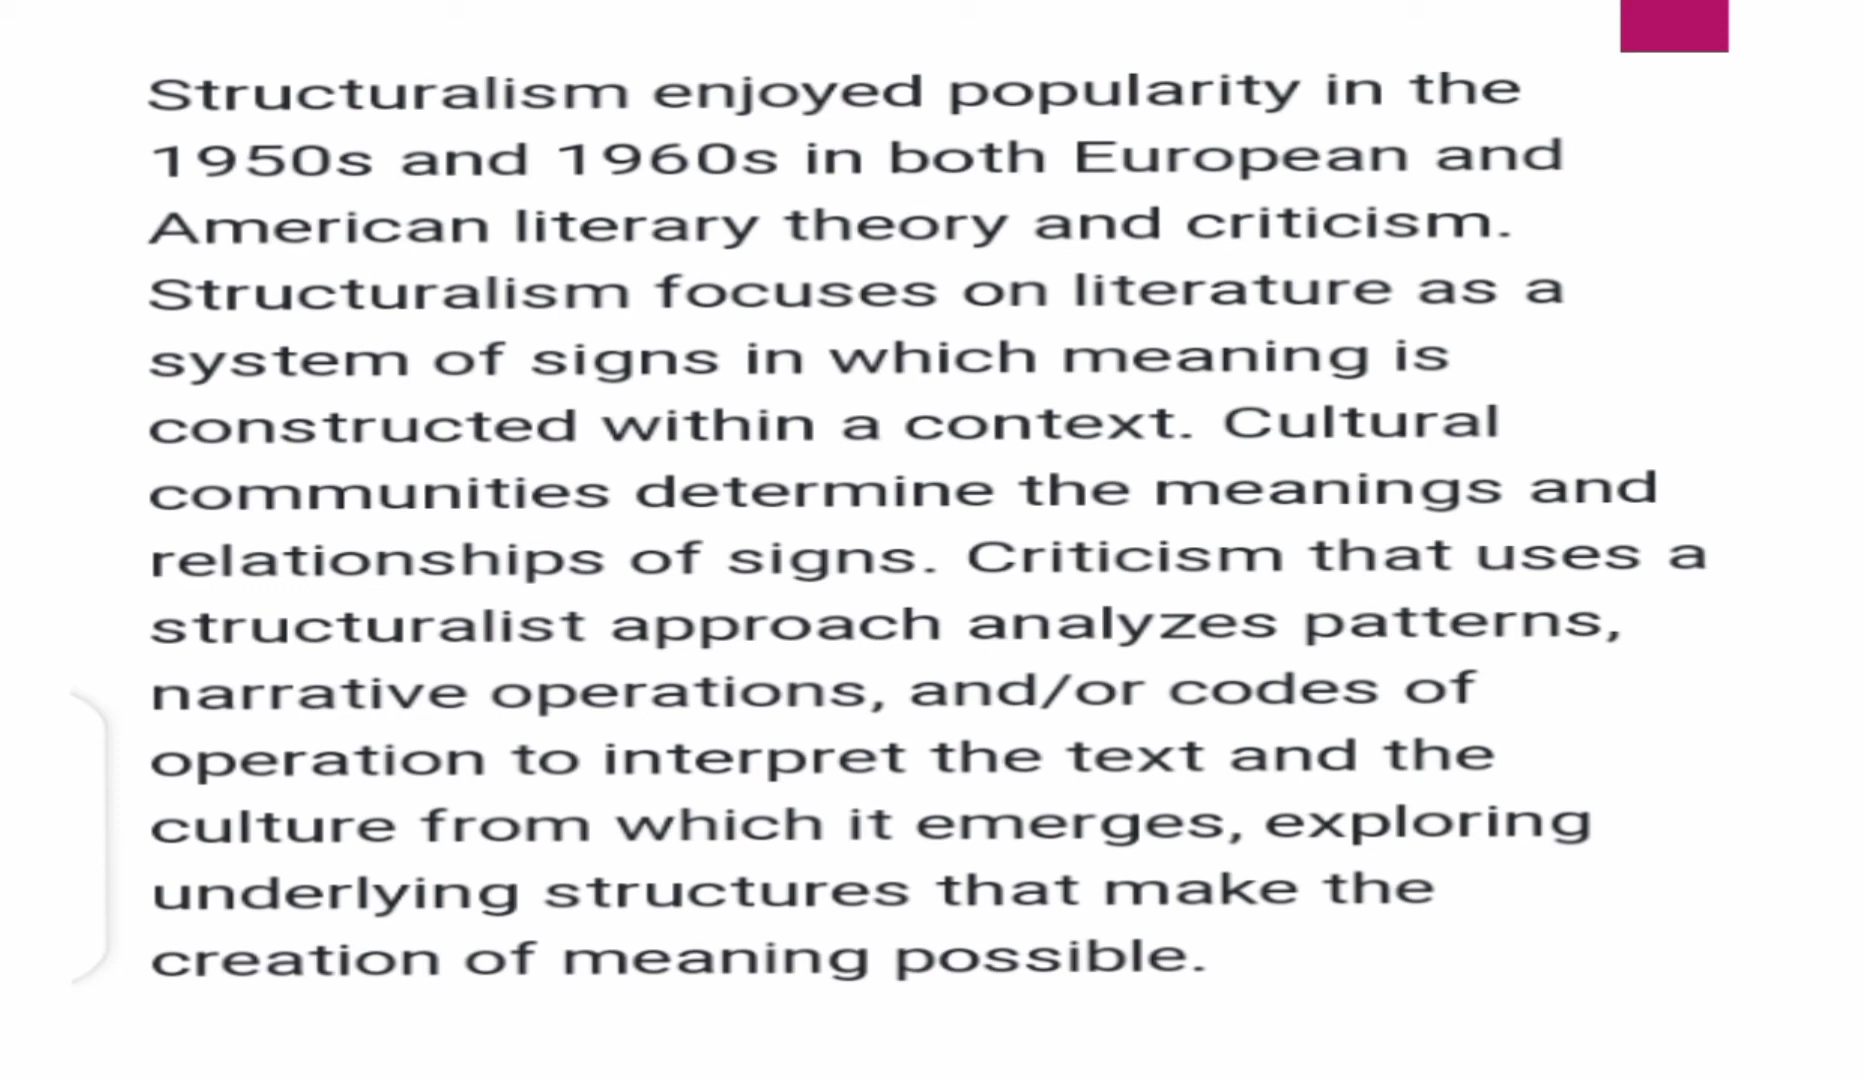 Structuralism enjoyed popularity in the
1950s and 1960s in both European and
American literary theory and criticism.
Structuralism focuses on literature as a
system of signs in which meaning is
constructed within a context. Cultural
communities determine the meanings and
relationships of signs. Criticism that uses a
structuralist approach analyzes patterns,
narrative operations, and/or codes of
operation to interpret the text and the
culture from which it emerges, exploring
underlying structures that make the
creation of meaning possible.